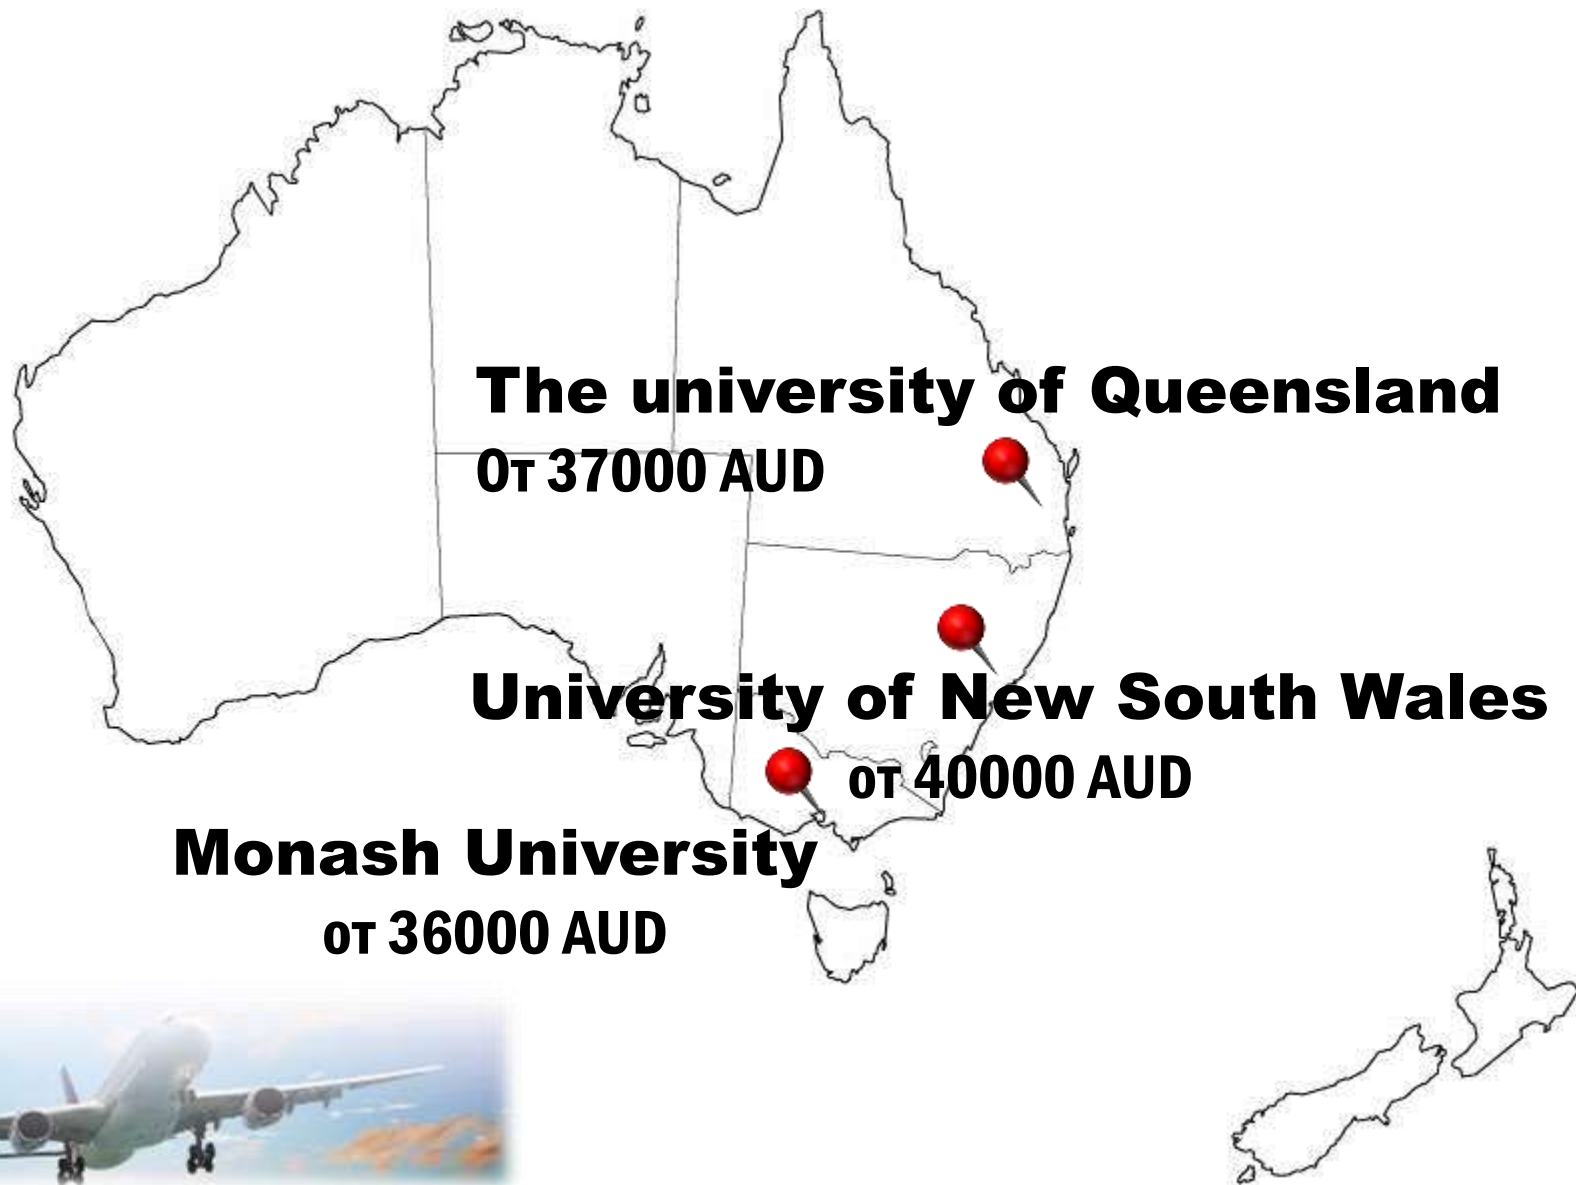 The university of Queensland
От 37000 AUD
University of New South Wales
от 40000 AUD
Monash University
от 36000 AUD